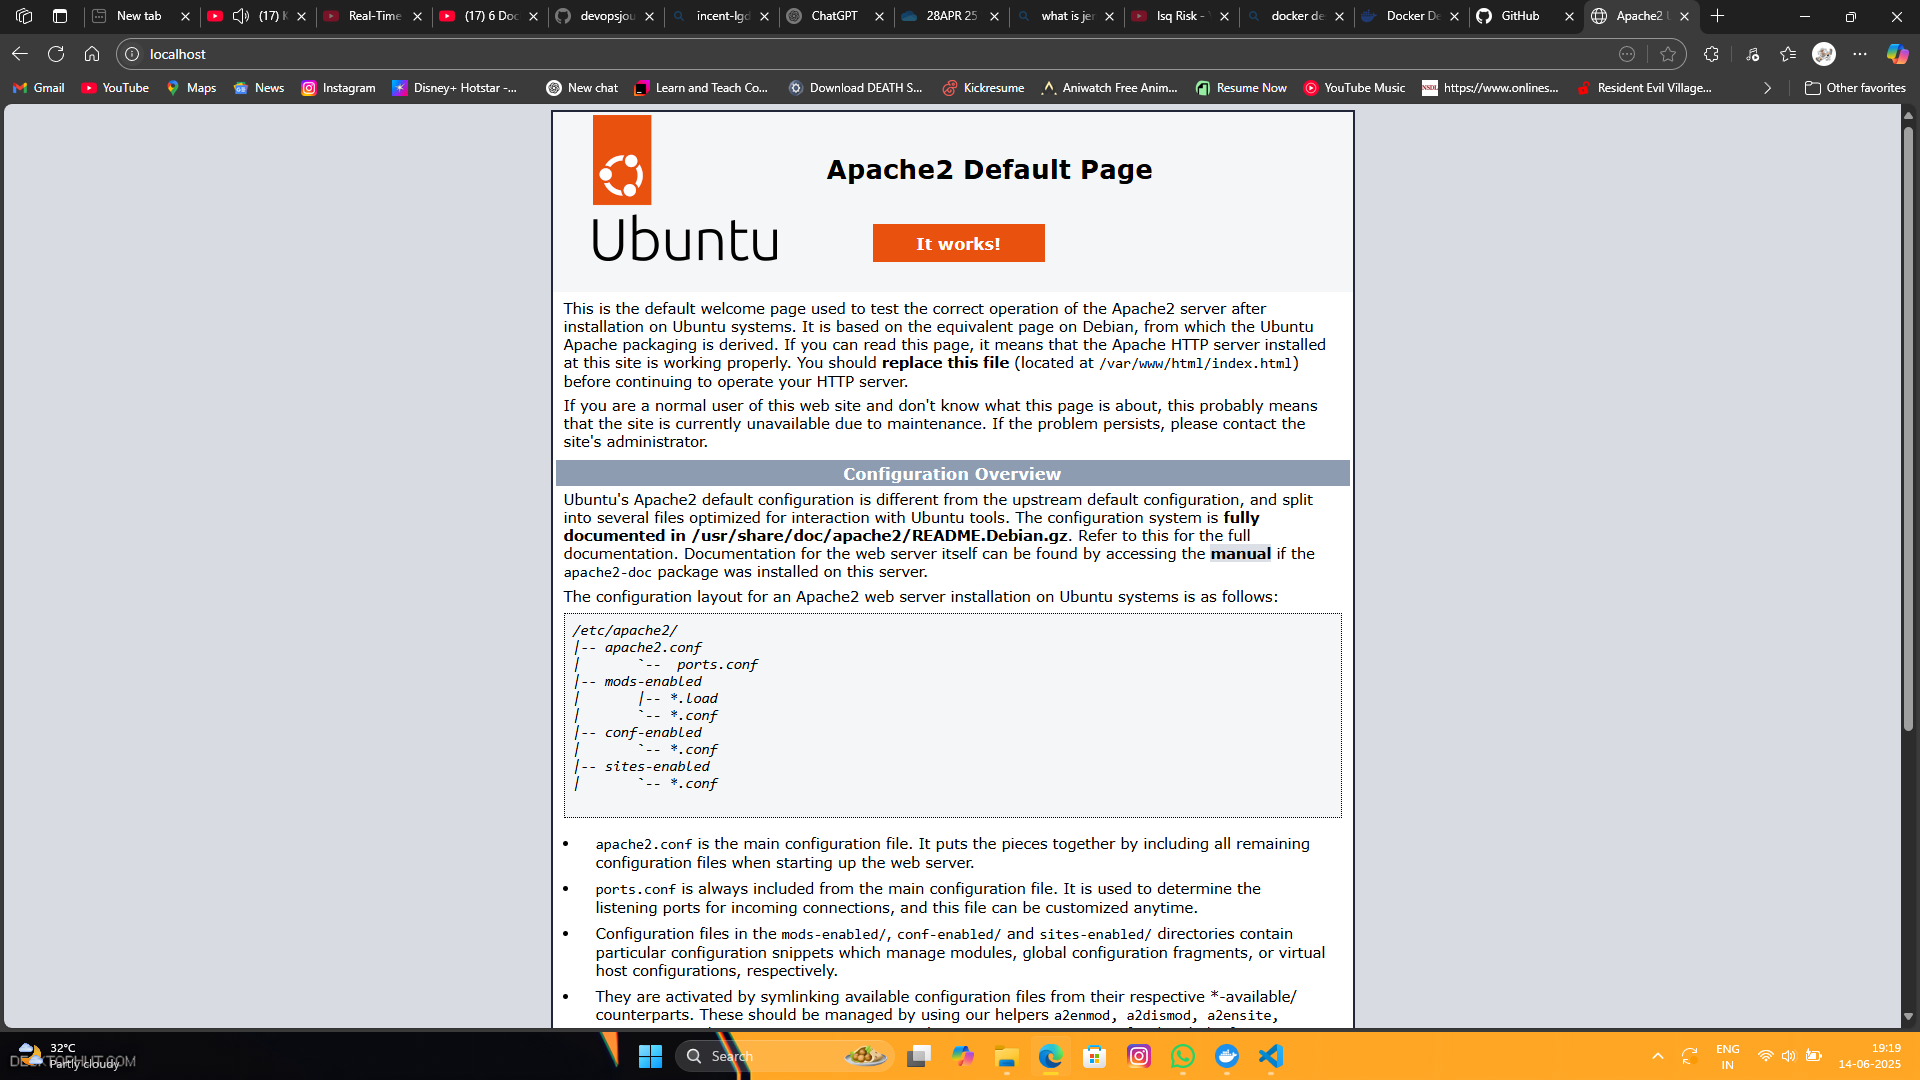 New tab
(17) K
Real-Time
(17) 6 Doc
devopsjou
incent-lgd
ChatGPT
28APR 25
what is jer
Isq Risk - Y
docker de
Docker De
GitHub
Apache2 U
localhost
Gmail
YouTube
Maps
News
Instagram
Disney+ Hotstar -...
New chat
Learn and Teach Co...
Download DEATH S...
Kickresume
Aniwatch Free Anim...
Resume Now
YouTube Music
NSDL
https://www.onlines...
Resident Evil Village...
Other favorites
Ubuntu
Apache2 Default Page
It works!
This is the default welcome page used to test the correct operation of the Apache2 server after
installation on Ubuntu systems. It is based on the equivalent page on Debian, from which the Ubuntu
Apache packaging is derived. If you can read this page, it means that the Apache HTTP server installed
at this site is working properly. You should replace this file (located at /var/www/html/index.html)
before continuing to operate your HTTP server.
If you are a normal user of this web site and don't know what this page is about, this probably means
that the site is currently unavailable due to maintenance. If the problem persists, please contact the
site's administrator.
Configuration Overview
Ubuntu's Apache2 default configuration is different from the upstream default configuration, and split
into several files optimized for interaction with Ubuntu tools. The configuration system is fully
documented in /usr/share/doc/apache2/README.Debian.gz. Refer to this for the full
documentation. Documentation for the web server itself can be found by accessing the manual if the
apache2-doc package was installed on this server.
The configuration layout for an Apache2 web server installation on Ubuntu systems is as follows:
/etc/apache2/
|-- apache2.conf
|       `--  ports.conf
|-- mods-enabled
|       |-- *.load
|       `-- *.conf
|-- conf-enabled
|       `-- *.conf
|-- sites-enabled
|       `-- *.conf
• apache2.conf is the main configuration file. It puts the pieces together by including all remaining
configuration files when starting up the web server.
• ports.conf is always included from the main configuration file. It is used to determine the
listening ports for incoming connections, and this file can be customized anytime.
• Configuration files in the mods-enabled/, conf-enabled/ and sites-enabled/ directories contain
particular configuration snippets which manage modules, global configuration fragments, or virtual
host configurations, respectively.
• They are activated by symlinking available configuration files from their respective *-available/
counterparts. These should be managed by using our helpers a2enmod, a2dismod, a2ensite,
32°C
Partly cloudy
DESKTOPHUT.COM
Search
ENG
IN
19:19
14-06-2025